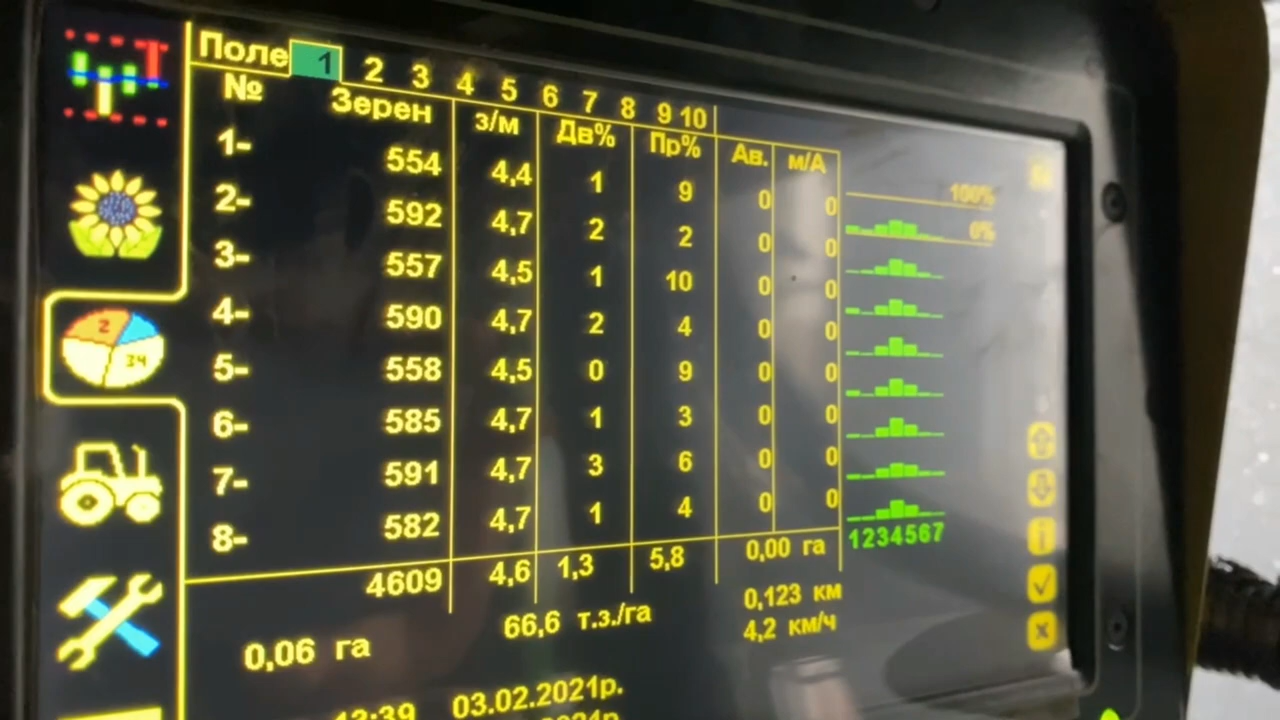 Поле 1 2 3 4 5 6 7 8 9 10
№ Зерен з/м Дв% Пр% Ав. м/А
1- 554 4,4 1 9 0 0
2- 592 4,7 2 2 0 0
3- 557 4,5 1 10 0 0
4- 590 4,7 2 4 0 0
5- 558 4,5 0 9 0 0
6- 585 4,7 1 3 0 0
7- 591 4,7 3 6 0 0
8- 582 4,7 1 4 0 0
4609 4,6 1,3 5,8 0,00 га
100%
0%
1234567
2
34
66,6 т.з./га 0,123 км
0,06 га 4,2 км/ч
03.02.2021р.